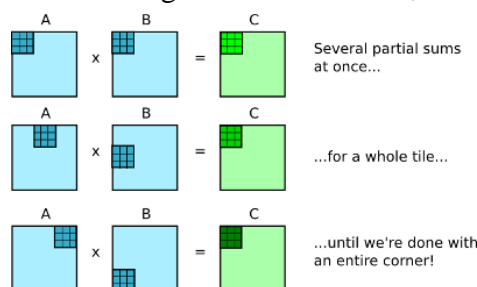 A B C
x = Several partial sums
at once...
A B C
x = ...for a whole tile...
A B C
x = ...until we're done with
an entire corner!